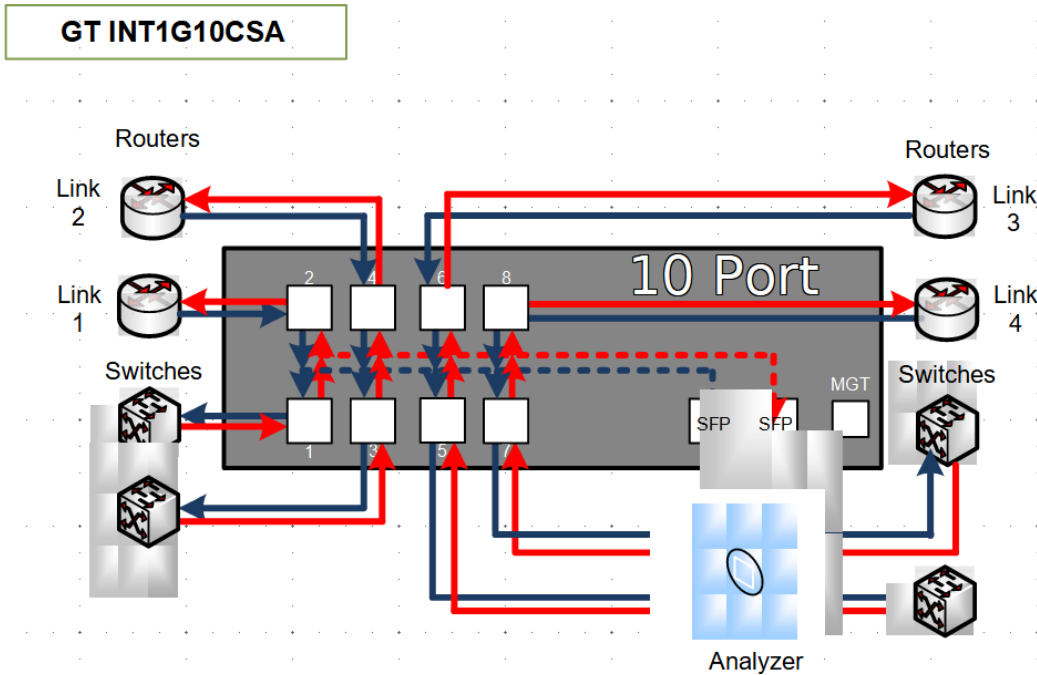 GT INT1G10CSA
Routers
Routers
Link
2
Link
3
10 Port
2
4
6
8
Link
1
Link
4
Switches
MGT
Switches
SFP
SFP
1
3
5
7
Analyzer